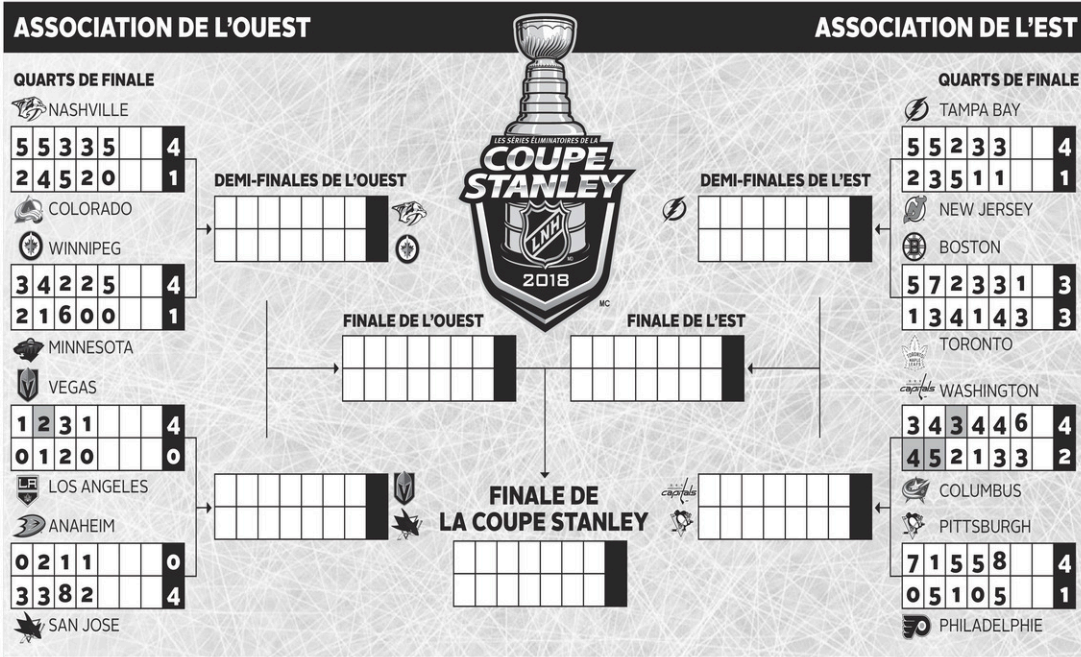 ASSOCIATION DE L'OUEST
ASSOCIATION DE L'EST
QUARTS DE FINALE
NASHVILLE
5 5 3 3 5 4
2 4 5 2 0 1
COLORADO
WINNIPEG
3 4 2 2 5 4
2 1 6 0 0 1
MINNESOTA
VEGAS
1 2 3 1 4
0 1 2 0 0
LOS ANGELES
ANAHEIM
0 2 1 1 0
3 3 8 2 4
SAN JOSE
DEMI-FINALES DE L'OUEST
FINALE DE L'OUEST
LES SÉRIES ÉLIMINATOIRES DE LA
COUPE
STANLEY
LNH
2018
MC
FINALE DE
LA COUPE STANLEY
DEMI-FINALES DE L'EST
FINALE DE L'EST
capitals
QUARTS DE FINALE
TAMPA BAY
5 5 2 3 3 4
2 3 5 1 1 1
NEW JERSEY
B
BOSTON
5 7 2 3 3 1 3
1 3 4 1 4 3 3
TORONTO
capitals WASHINGTON
3 4 3 4 4 6 4
4 5 2 1 3 3 2
COLUMBUS
PITTSBURGH
7 1 5 5 8 4
0 5 1 0 5 1
PHILADELPHIE